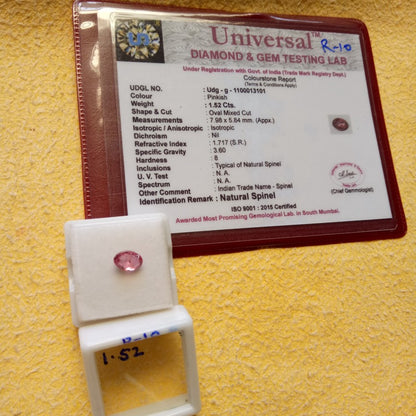 Universal™
R-10
DIAMOND & GEM TESTING LAB
Under Registration with Govt. of India (Trade Mark Registry Dept.)
Colourstone Report
(Terms & Conditions Apply)
UDGL NO. : Udg - g - 1100013101
Colour : Pinkish
Weight : 1.52 Cts.
Shape & Cut : Oval Mixed Cut
Measurements : 7.98 x 5.84 mm. (Appx.)
Isotropic / Anisotropic : Isotropic
Dichroism : Nil
Refractive Index : 1.717 (S.R.)
Specific Gravity : 3.60
Hardness : 8
Inclusions : Typical of Natural Spinel
U. V. Test : N. A.
Spectrum : N. A.
Other Comment : Indian Trade Name - Spinel
Identification Remark : Natural Spinel
(Chief Gemmologist)
ISO 9001 : 2015 Certified
Awarded Most Promising Gemological Lab. in South Mumbai.
R-10
1.52